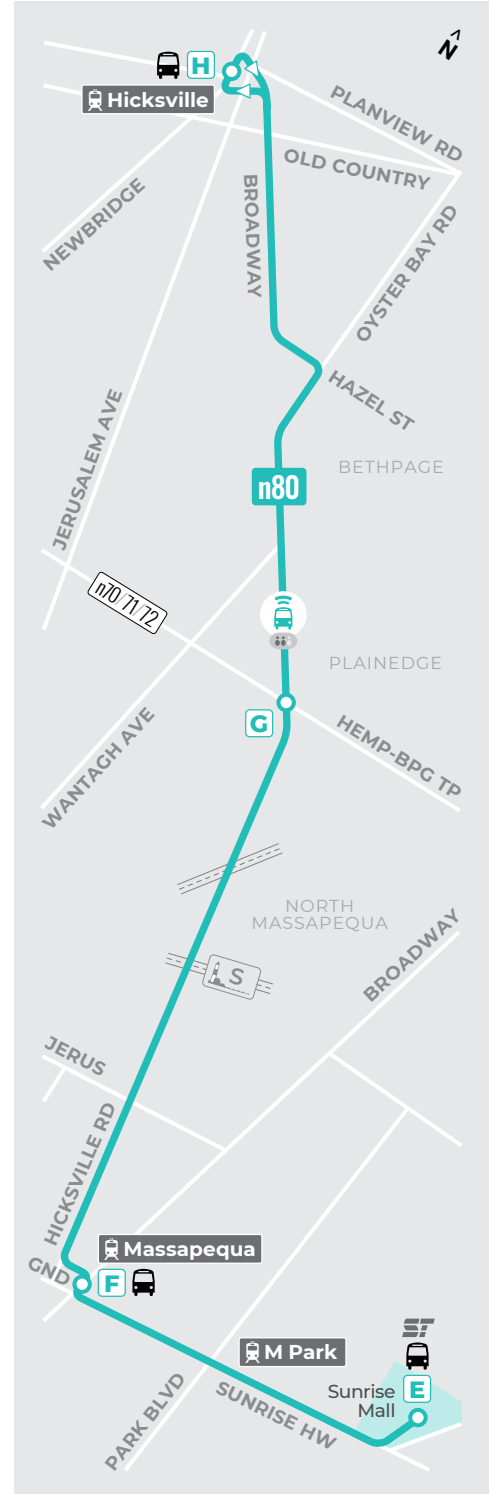 N
H
Hicksville
PLANVIEW RD
OLD COUNTRY
NEWBRIDGE
BROADWAY
OYSTER BAY RD
HAZEL ST
JERUSALEM AVE
BETHPAGE
n80
n70/71/72
PLAINEDGE
G
HEMP-BPG TP
WANTAGH AVE
NORTH
MASSAPEQUA
BROADWAY
S
JERUS
HICKSVILLE RD
Massapequa
GND
F
ST
M Park
Sunrise
Mall
E
PARK BLVD
SUNRISE HW